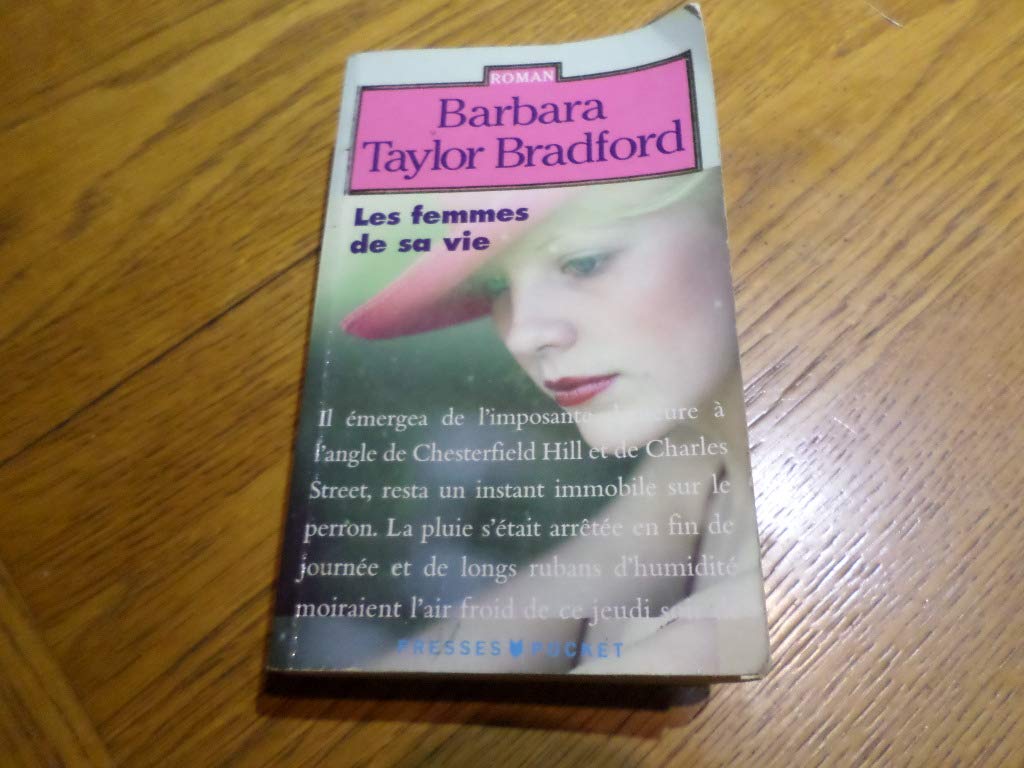 ROMAN
Barbara
Taylor Bradford
Les femmes
de sa vie
Il émergea de l'imposante demeure à
l'angle de Chesterfield Hill et de Charles
Street, resta un instant immobile sur le
perron. La pluie s'était arrêtée en fin de
journée et de longs rubans d'humidité
moiraient l'air froid de ce jeudi
PRESSES POCKET